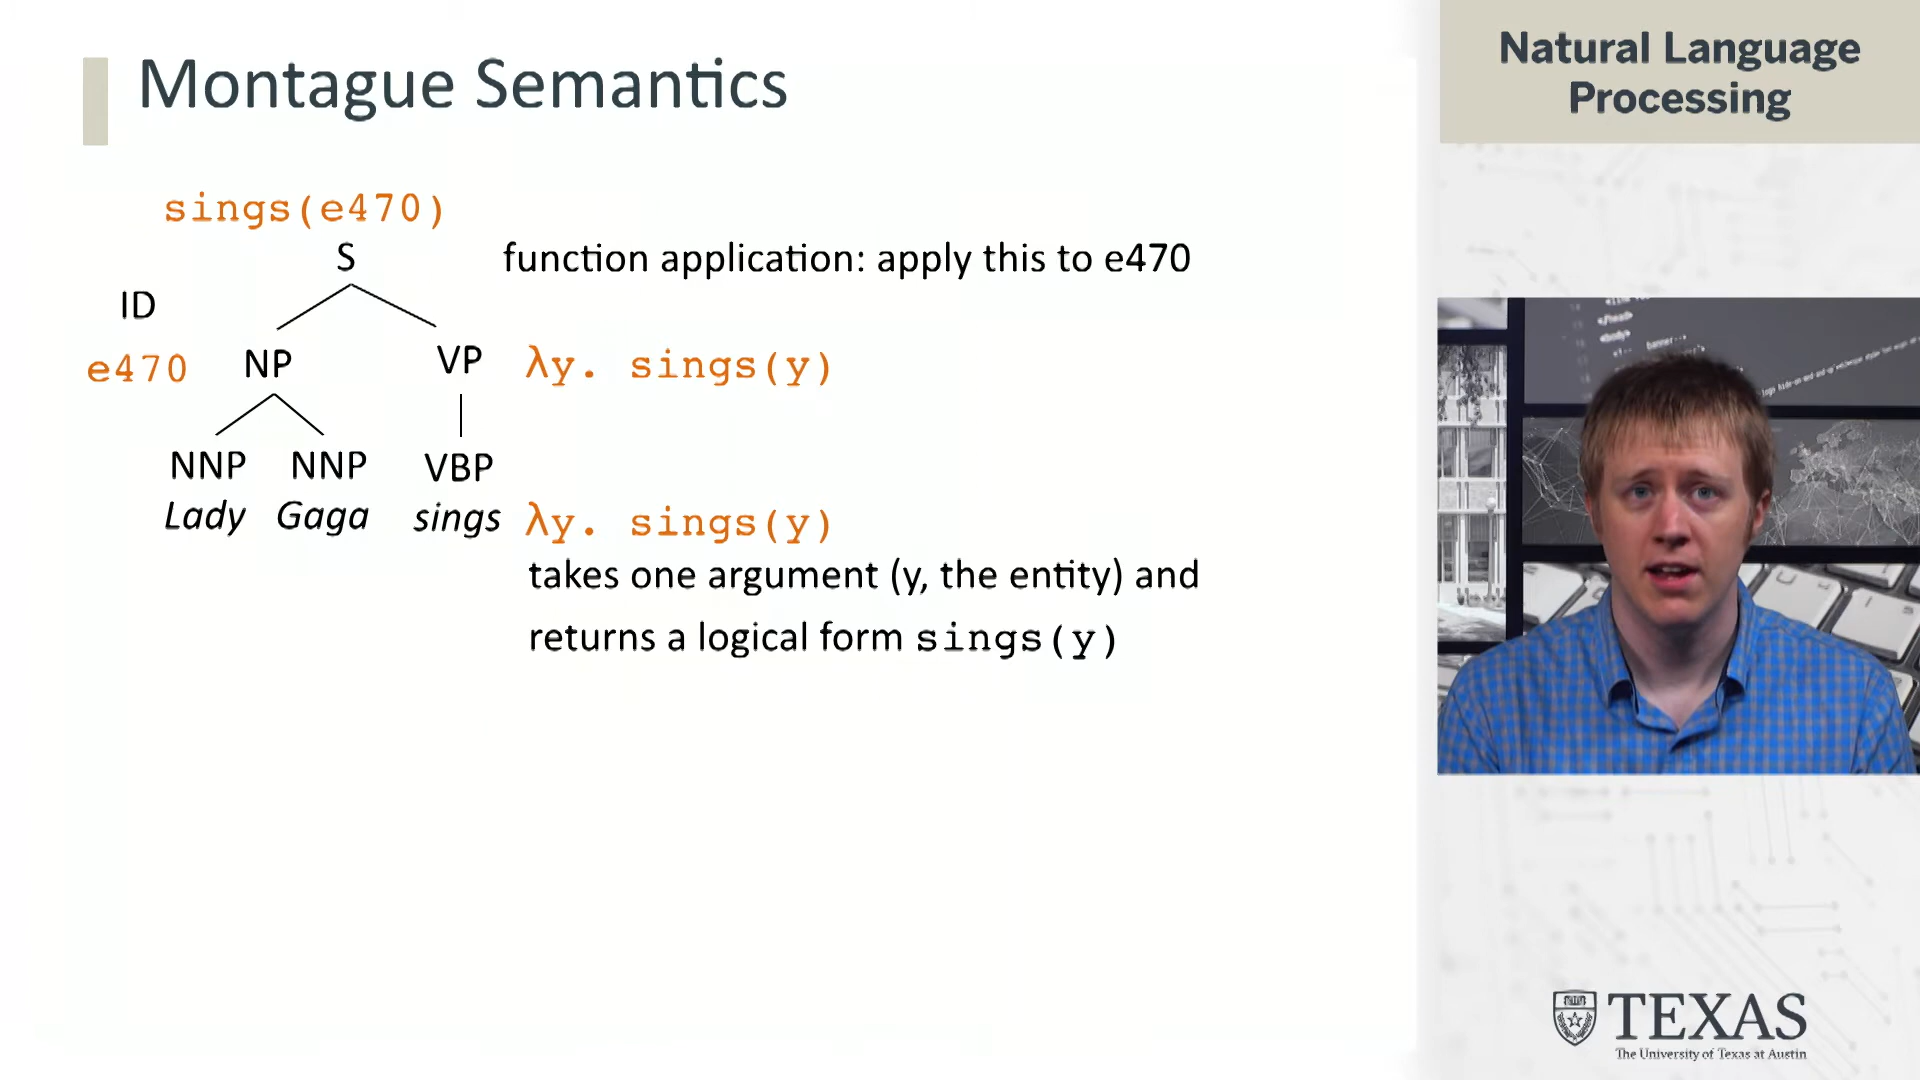 Montague Semantics
sings(e470)
S
function application: apply this to e470
ID
e470
NP
VP
λy. sings(y)
NNP
NNP
VBP
Lady
Gaga
sings
λy. sings(y)
takes one argument (y, the entity) and
returns a logical form sings(y)
Natural Language
Processing
TEXAS
The University of Texas at Austin